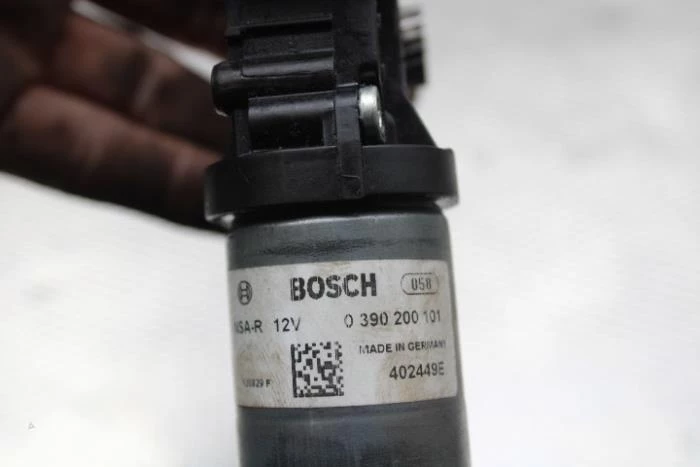 BOSCH 058
NSA-R 12V 0 390 200 101
MADE IN GERMANY
402449E